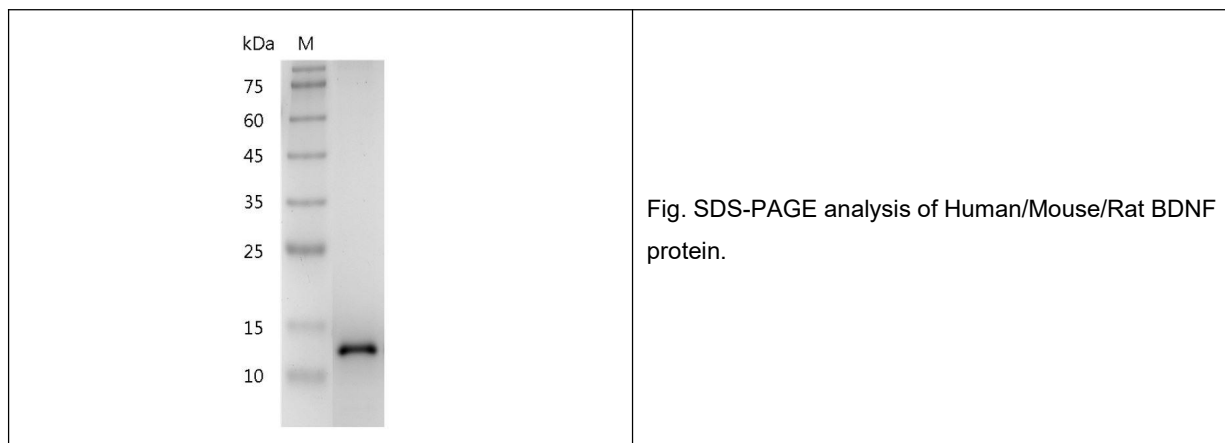 kDa M
75
60
45
35
25
15
10
Fig. SDS-PAGE analysis of Human/Mouse/Rat BDNF
protein.